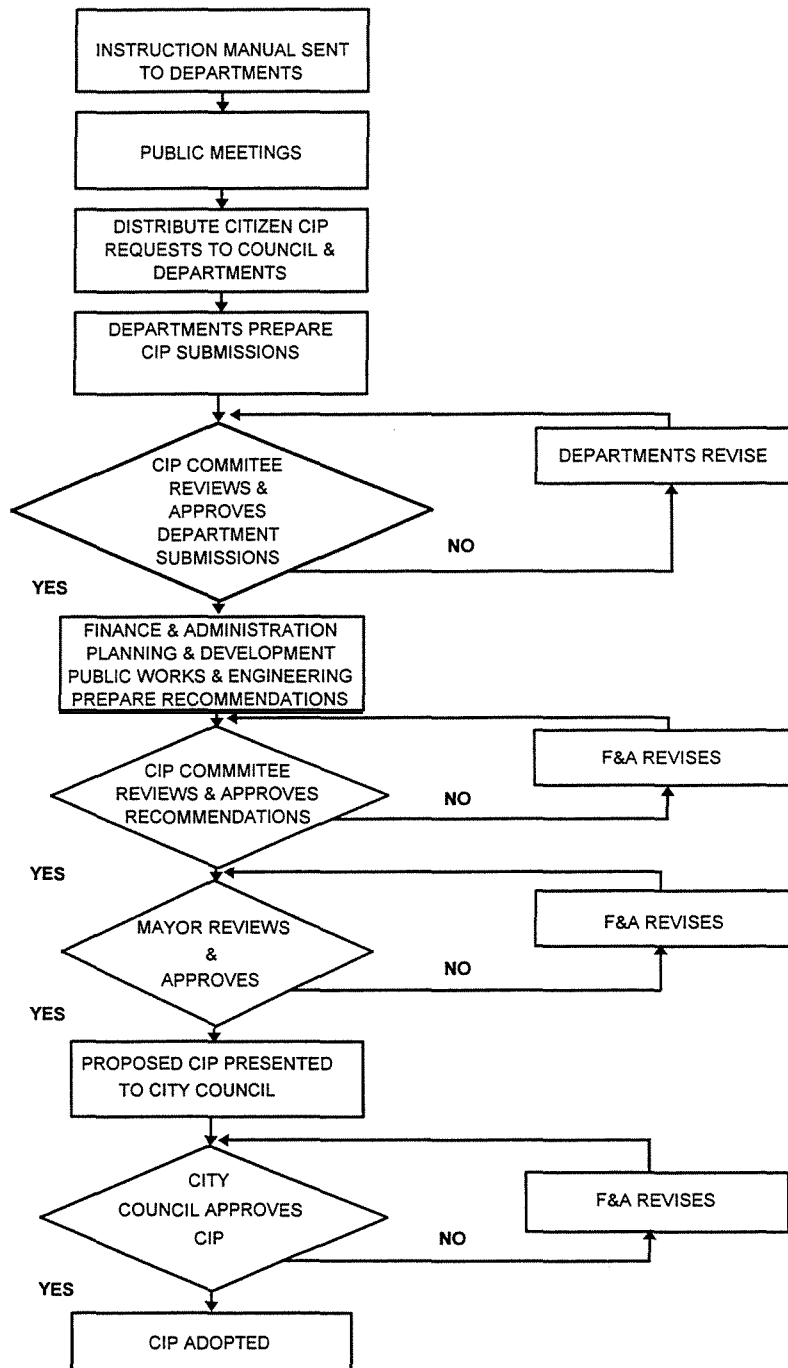 INSTRUCTION MANUAL SENT
TO DEPARTMENTS
PUBLIC MEETINGS
DISTRIBUTE CITIZEN CIP
REQUESTS TO COUNCIL &
DEPARTMENTS
DEPARTMENTS PREPARE
CIP SUBMISSIONS
CIP COMMITEE
REVIEWS &
APPROVES
DEPARTMENT
SUBMISSIONS
DEPARTMENTS REVISE
NO
YES
FINANCE & ADMINISTRATION
PLANNING & DEVELOPMENT
PUBLIC WORKS & ENGINEERING
PREPARE RECOMMENDATIONS
CIP COMMMITEE
REVIEWS & APPROVES
RECOMMENDATIONS
F&A REVISES
NO
YES
MAYOR REVIEWS
&
APPROVES
F&A REVISES
NO
YES
PROPOSED CIP PRESENTED
TO CITY COUNCIL
CITY
COUNCIL APPROVES
CIP
F&A REVISES
NO
YES
CIP ADOPTED